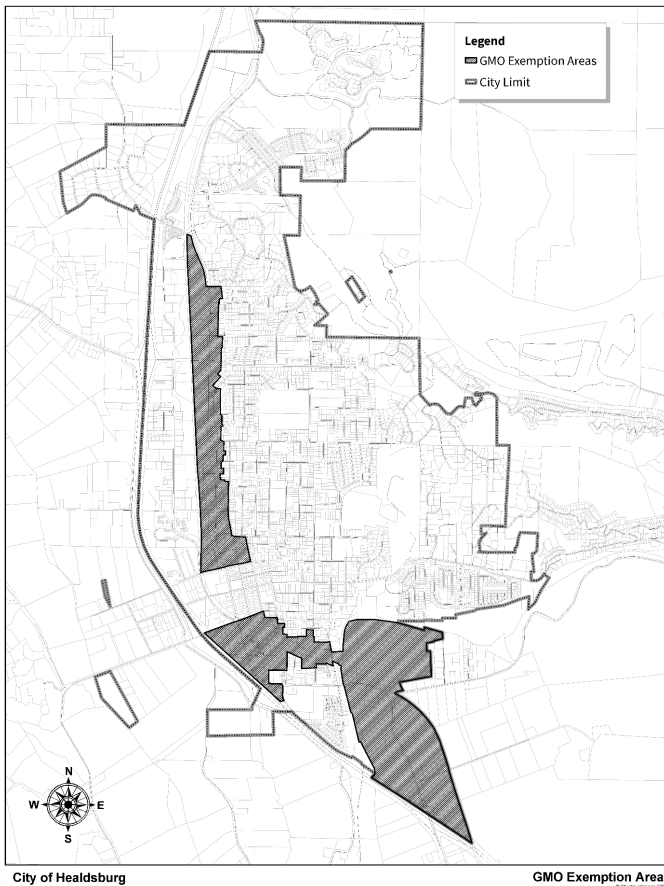 Legend
GMO Exemption Areas
City Limit
N
W
E
S
City of Healdsburg
GMO Exemption Area